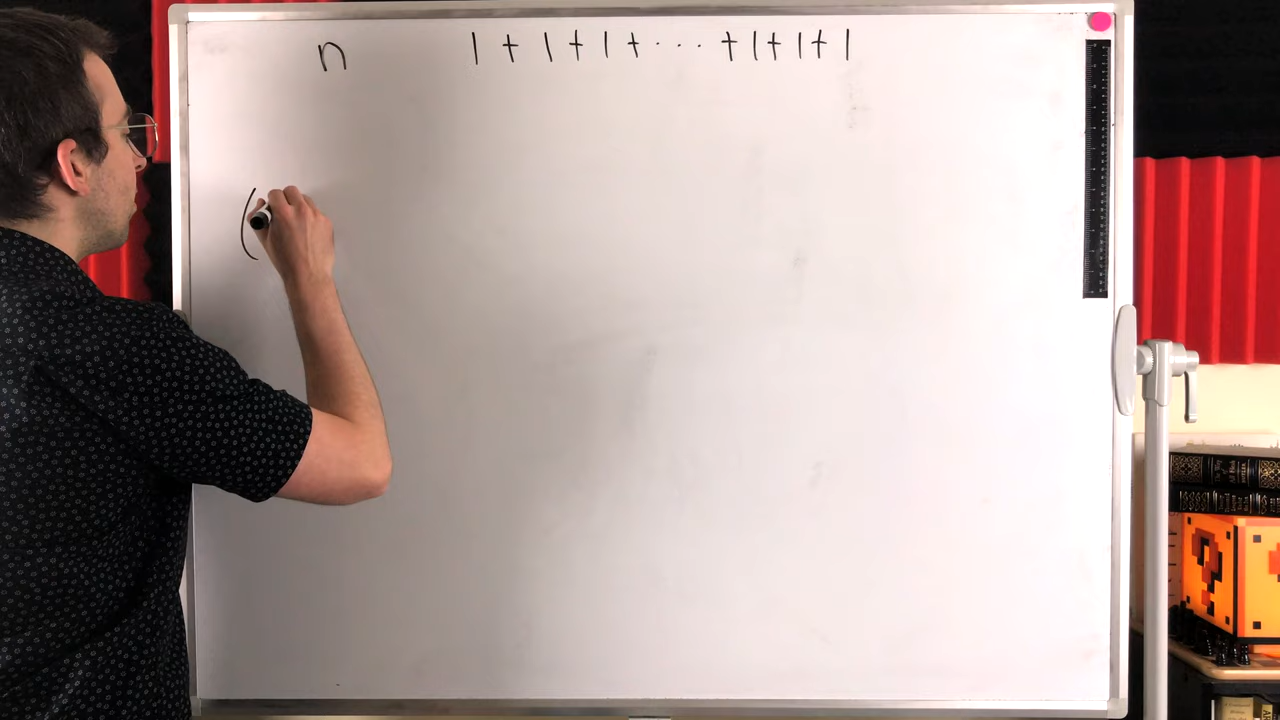 n 1 + 1 + 1 + ... + 1 + 1 + 1
(